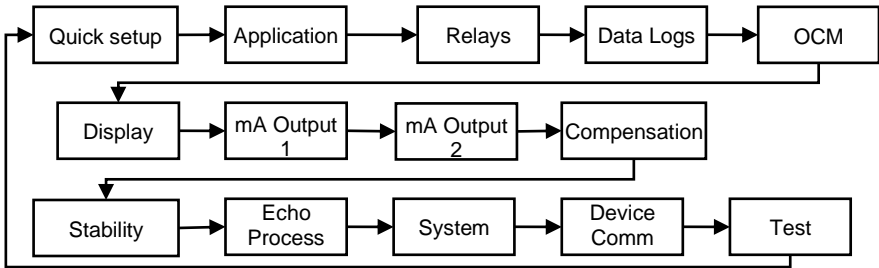 Quick setup
Application
Relays
Data Logs
OCM
Display
mA Output
1
mA Output
2
Compensation
Stability
Echo
Process
System
Device
Comm
Test